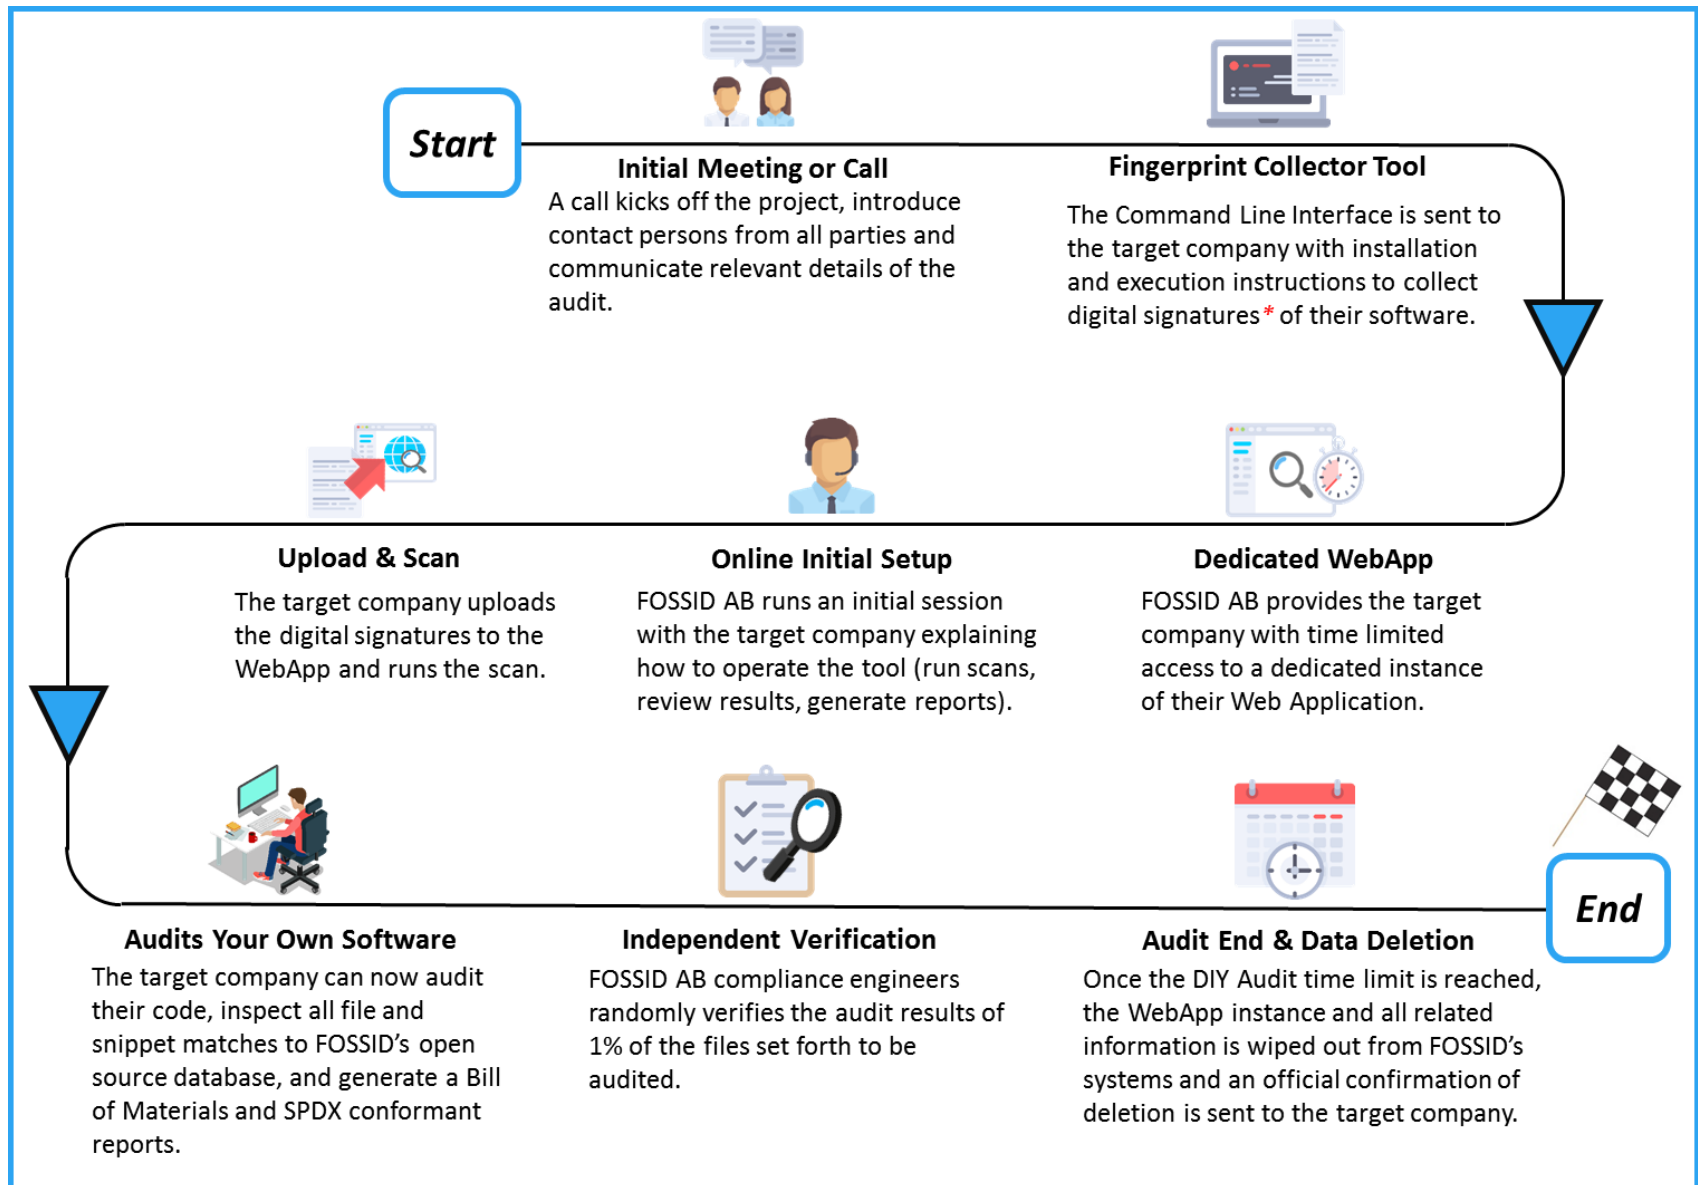 Start
Initial Meeting or Call
A call kicks off the project, introduce
contact persons from all parties and
communicate relevant details of the
audit.
Fingerprint Collector Tool
The Command Line Interface is sent to
the target company with installation
and execution instructions to collect
digital signatures* of their software.
Dedicated WebApp
FOSSID AB provides the target
company with time limited
access to a dedicated instance
of their Web Application.
Online Initial Setup
FOSSID AB runs an initial session
with the target company explaining
how to operate the tool (run scans,
review results, generate reports).
Upload & Scan
The target company uploads
the digital signatures to the
WebApp and runs the scan.
Audits Your Own Software
The target company can now audit
their code, inspect all file and
snippet matches to FOSSID’s open
source database, and generate a Bill
of Materials and SPDX conformant
reports.
Independent Verification
FOSSID AB compliance engineers
randomly verifies the audit results of
1% of the files set forth to be
audited.
Audit End & Data Deletion
Once the DIY Audit time limit is reached,
the WebApp instance and all related
information is wiped out from FOSSID’s
systems and an official confirmation of
deletion is sent to the target company.
End